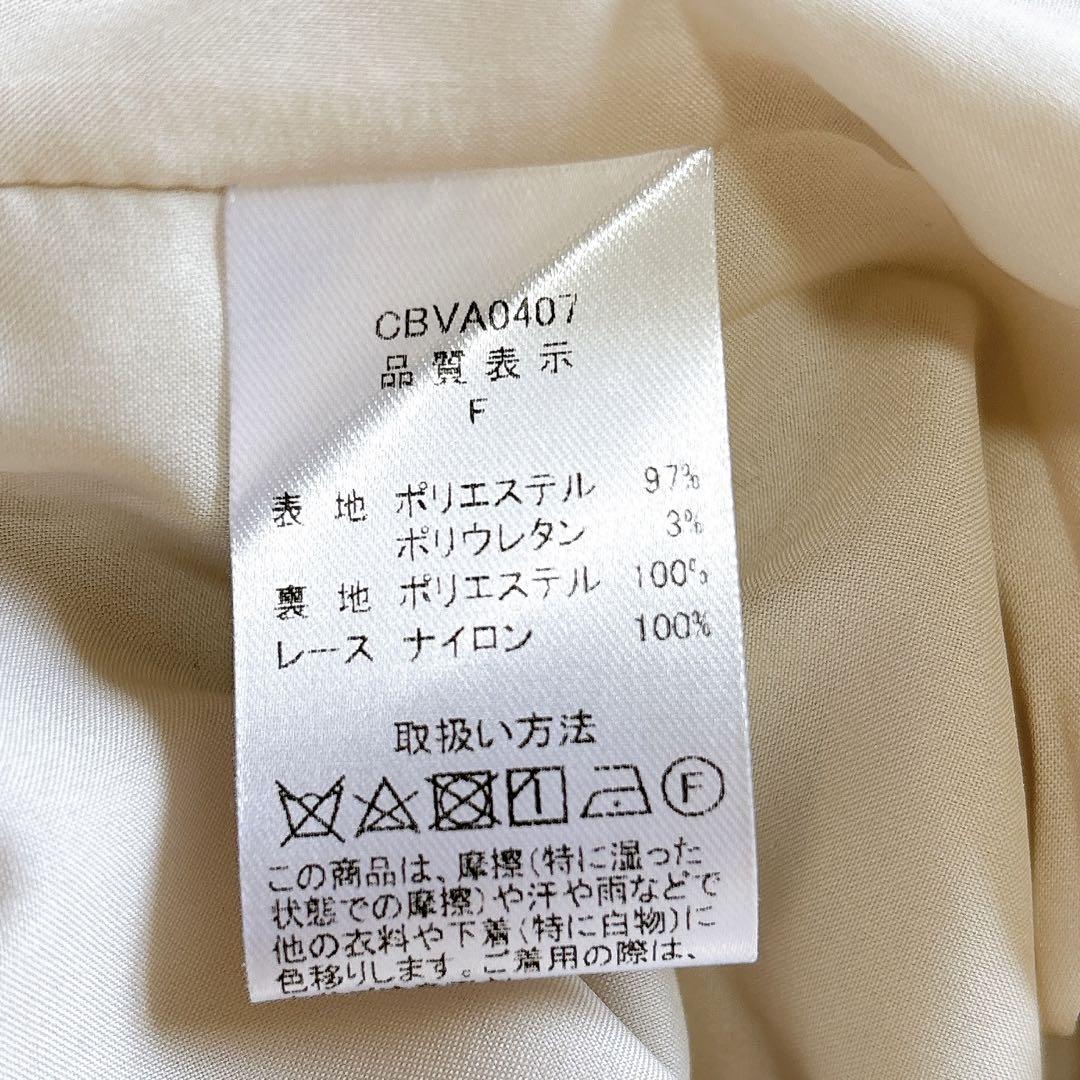 CBVA0407
品質表示
F
表地 ポリエステル 97%
ポリウレタン 3%
裏地 ポリエステル 100%
レース ナイロン 100%
取扱い方法
F
この商品は、摩擦(特に湿った
状態での摩擦)や汗や雨などで
他の衣料や下着(特に白物)に
色移りします。ご着用の際は、